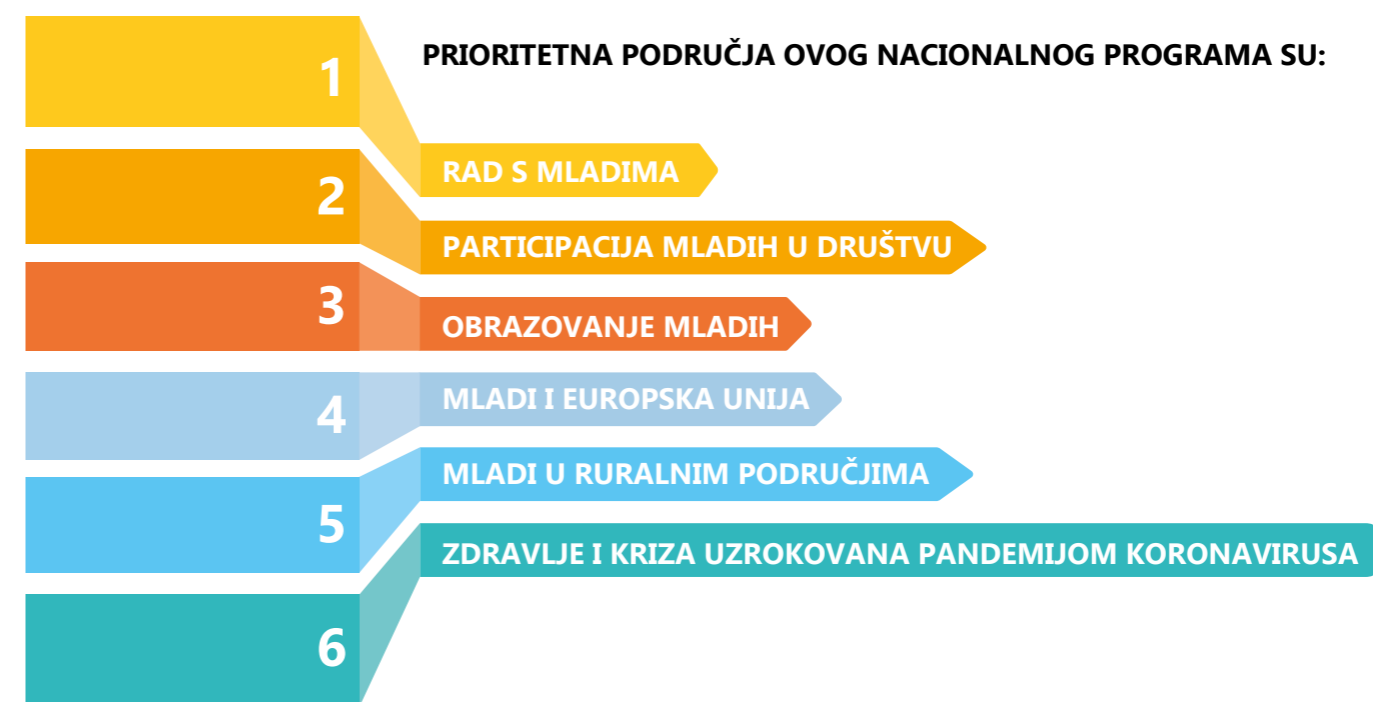 PRIORITETNA PODRUČJA OVOG NACIONALNOG PROGRAMA SU:
1
RAD S MLADIMA
2
PARTICIPACIJA MLADIH U DRUŠTVU
3
OBRAZOVANJE MLADIH
4
MLADI I EUROPSKA UNIJA
5
MLADI U RURALNIM PODRUČJIMA
6
ZDRAVLJE I KRIZA UZROKOVANA PANDEMIJOM KORONAVIRUSA